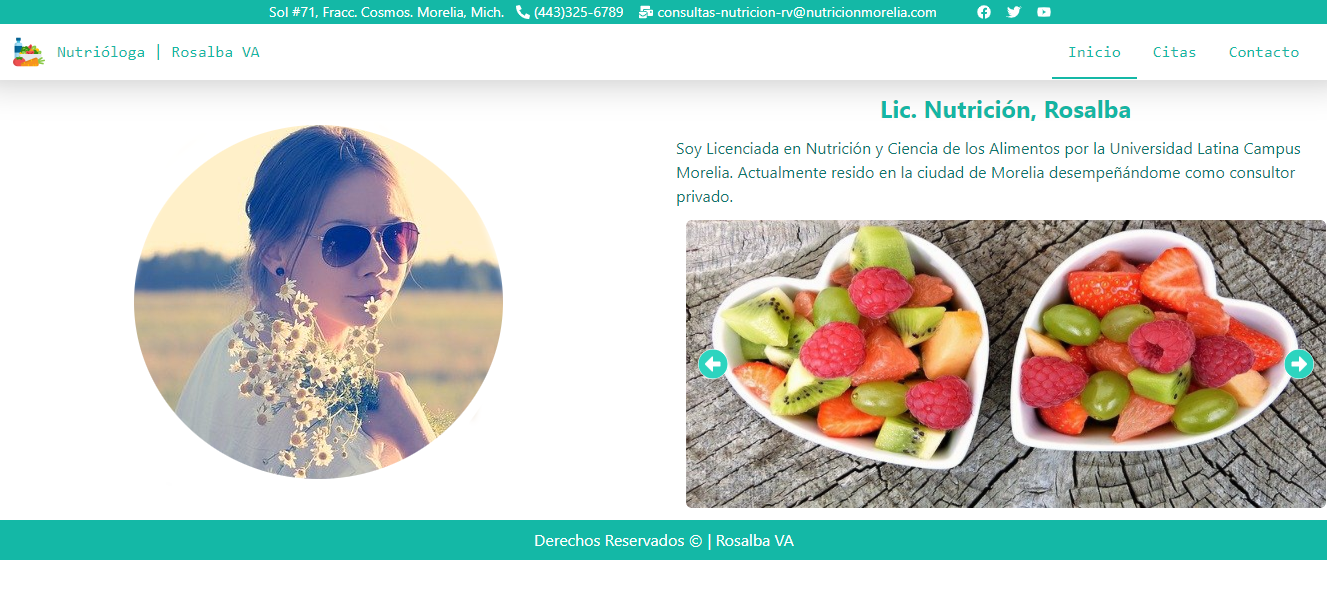 Sol #71, Fracc. Cosmos. Morelia, Mich. (443)325-6789 consultas-nutricion-rv@nutricionmorelia.com
Nutrióloga | Rosalba VA Inicio Citas Contacto
Lic. Nutrición, Rosalba
Soy Licenciada en Nutrición y Ciencia de los Alimentos por la Universidad Latina Campus
Morelia. Actualmente resido en la ciudad de Morelia desempeñándome como consultor
privado.
Derechos Reservados © | Rosalba VA